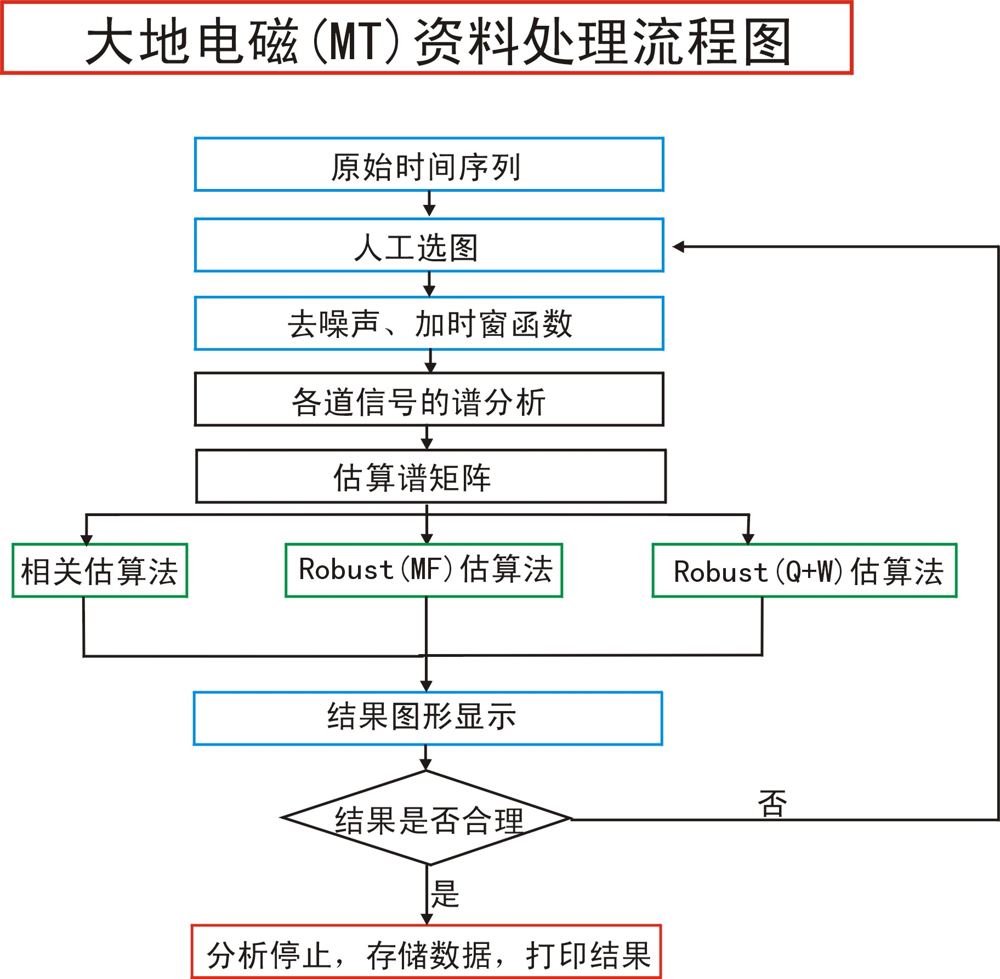 大地电磁(MT)资料处理流程图
原始时间序列
人工选图
去噪声、加时窗函数
各道信号的谱分析
估算谱矩阵
相关估算法
Robust(MF)估算法
Robust(Q+W)估算法
结果图形显示
结果是否合理
否
是
分析停止，存储数据，打印结果